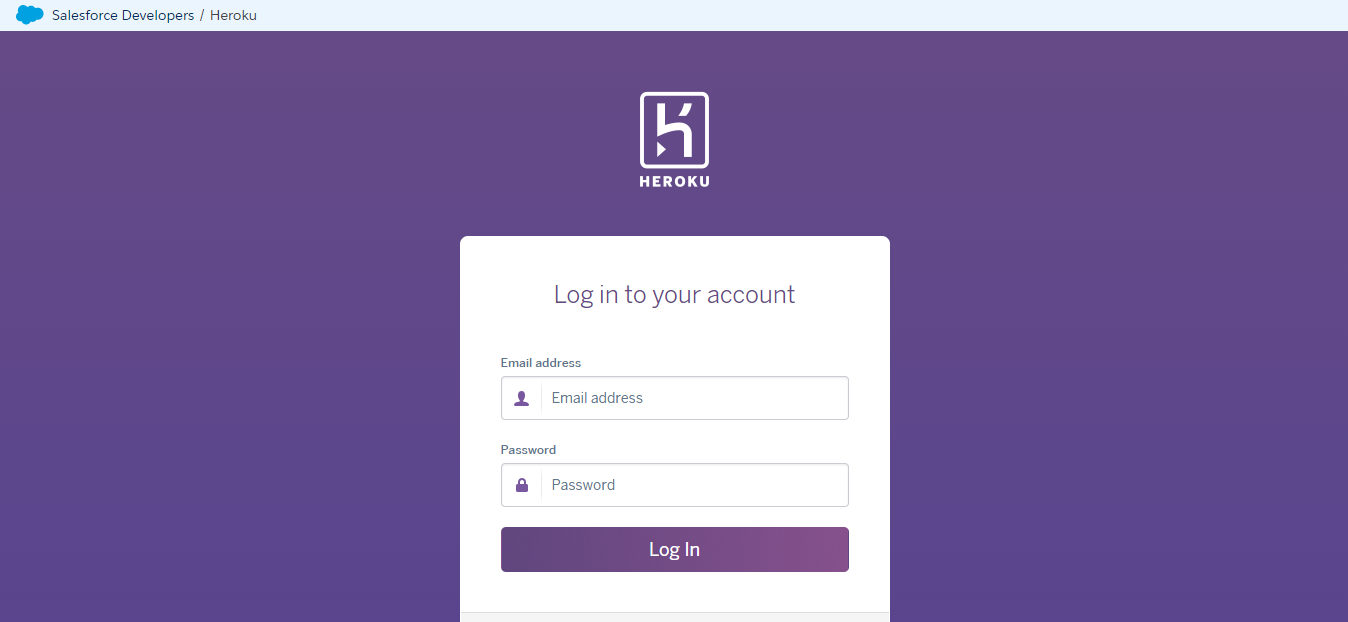 Salesforce Developers / Heroku
HEROKU
Log in to your account
Email address
Email address
Password
Password
Log In